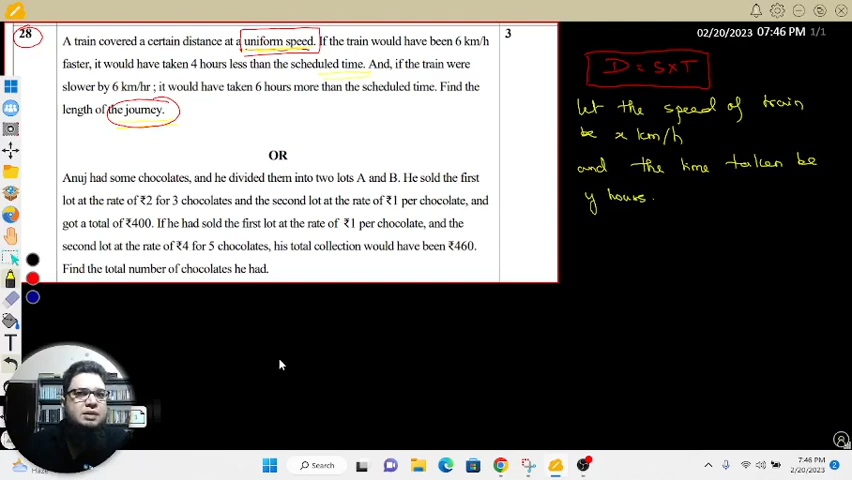 02/20/2023 07:46 PM 1/1
28
A train covered a certain distance at a uniform speed. If the train would have been 6 km/h
faster, it would have taken 4 hours less than the scheduled time. And, if the train were
slower by 6 km/hr ; it would have taken 6 hours more than the scheduled time. Find the
length of the journey.
3
OR
Anuj had some chocolates, and he divided them into two lots A and B. He sold the first
lot at the rate of ₹2 for 3 chocolates and the second lot at the rate of ₹1 per chocolate, and
got a total of ₹400. If he had sold the first lot at the rate of ₹1 per chocolate, and the
second lot at the rate of ₹4 for 5 chocolates, his total collection would have been ₹460.
Find the total number of chocolates he had.
D = S x T
let the speed of train
be x km/h
and the time taken be
y hours.
T
Search
7:46 PM
2/20/2023
2